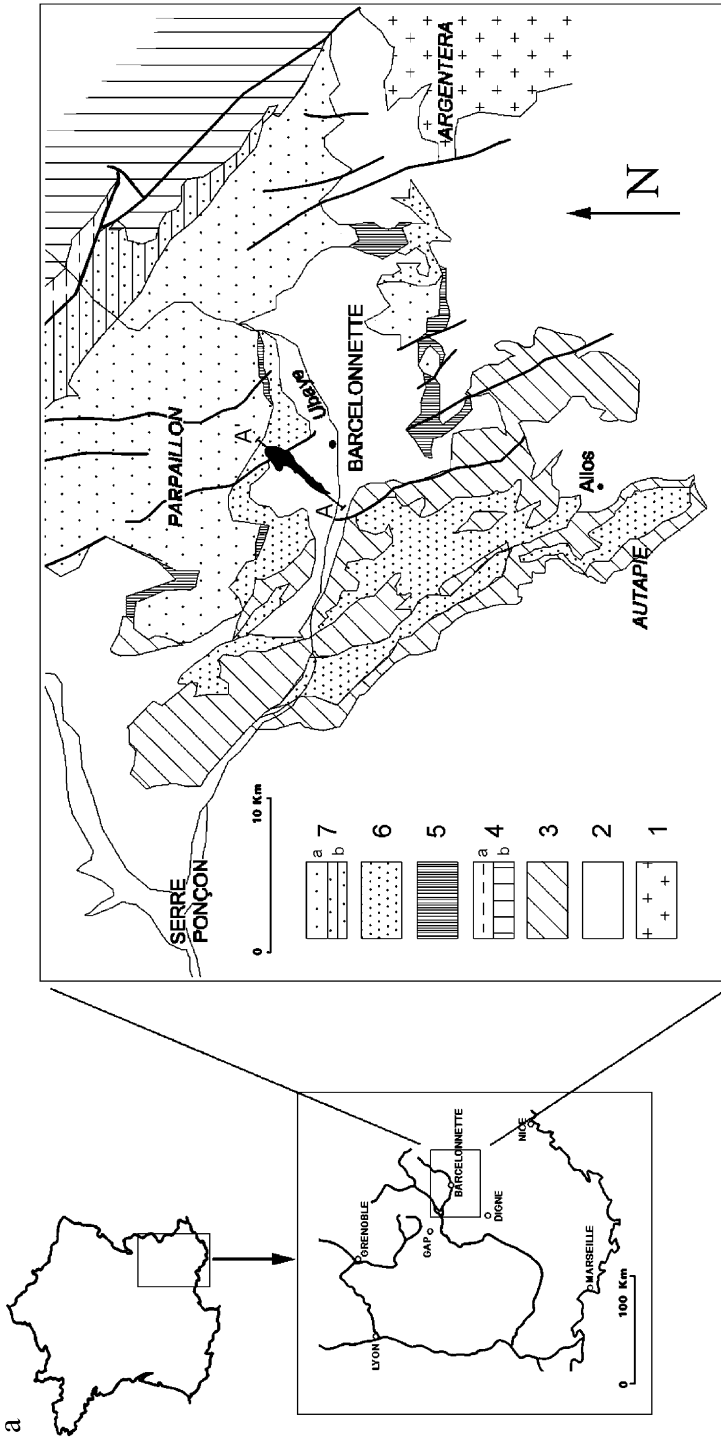 a
LYON
GRENOBLE
GAP
BARCELONNETTE
DIGNE
NICE
MARSEILLE
0 100 Km
SERRE
PONÇON
0 10 Km
PARPAILLON
A'
A
Ubaye
BARCELONNETTE
ARGENTERA
Allos
AUTAPIE
N
a
b 7
6
5
a
b 4
3
2
1